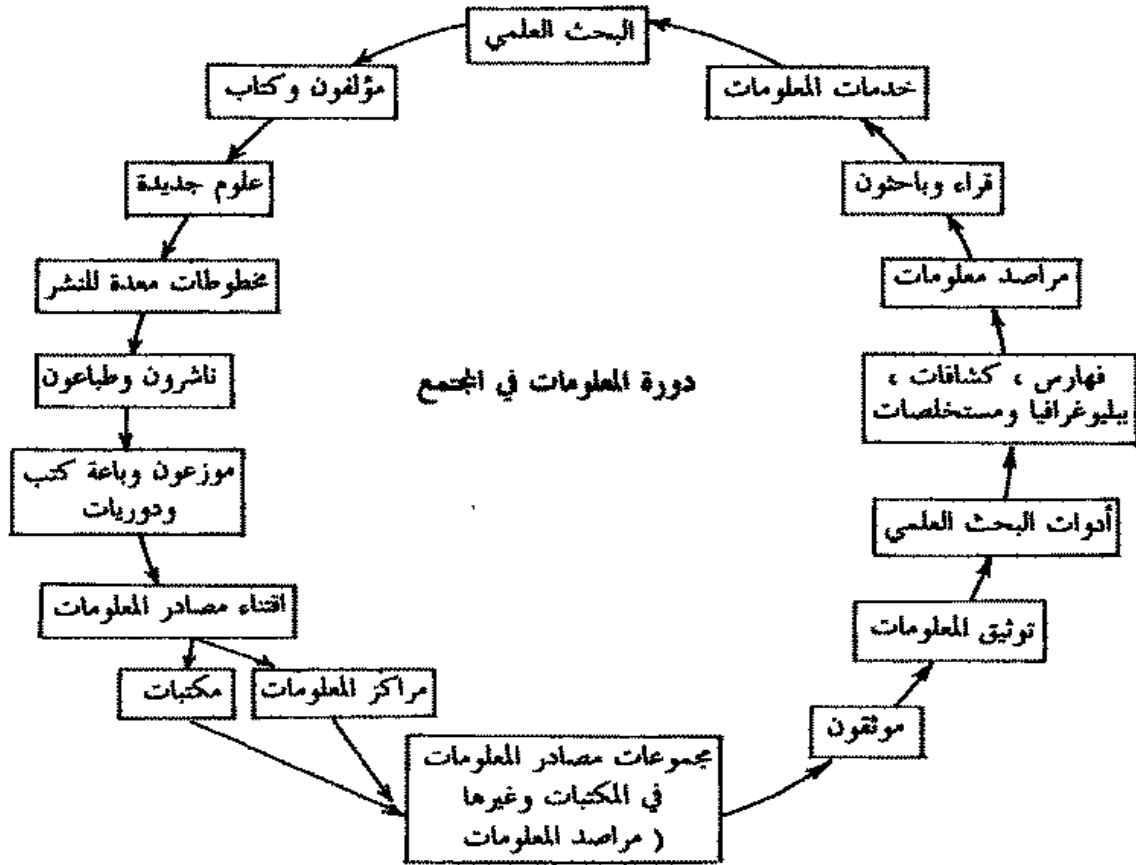 البحث العلمي
مؤلفون وكتاب
علوم جديدة
مخطوطات معدة للنشر
ناشرون وطباعون
موزعون وباعة كتب
ودوريات
اقتناء مصادر المعلومات
مكتبات
مراكز المعلومات
مجموعات مصادر المعلومات
في المكتبات وغيرها
( مراصد المعلومات
موثقون
توثيق المعلومات
أدوات البحث العلمي
فهارس ، كشافات ،
ببليوغرافيا ومستخلصات
مراصد معلومات
قراء وباحثون
خدمات المعلومات
دورة المعلومات في المجتمع